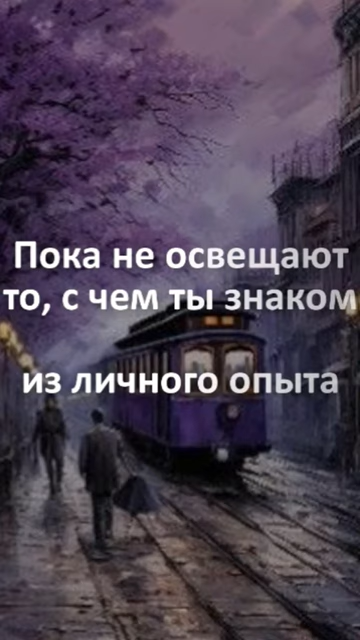 Пока не освещают
то, с чем ты знаком
из личного опыта